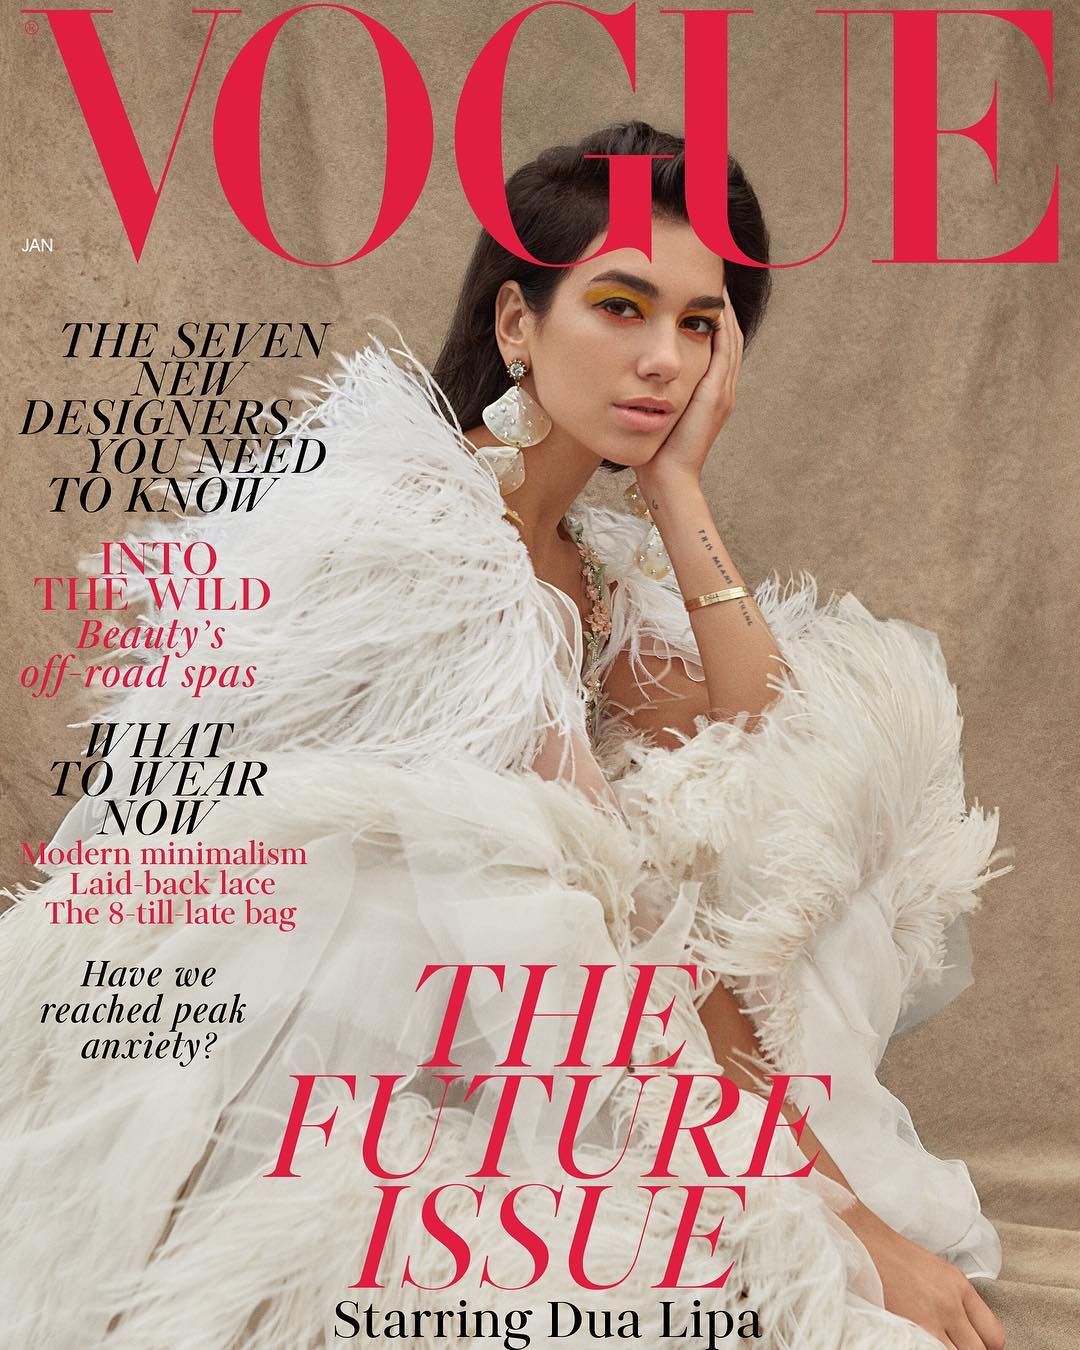 ®
VOGUE
JAN
THE SEVEN
NEW
DESIGNERS
YOU NEED
TO KNOW
INTO
THE WILD
Beauty's
off-road spas
WHAT
TO WEAR
NOW
Modern minimalism
Laid-back lace
The 8-till-late bag
Have we
reached peak
anxiety?
THIS MEANS
THE
FUTURE
ISSUE
Starring Dua Lipa